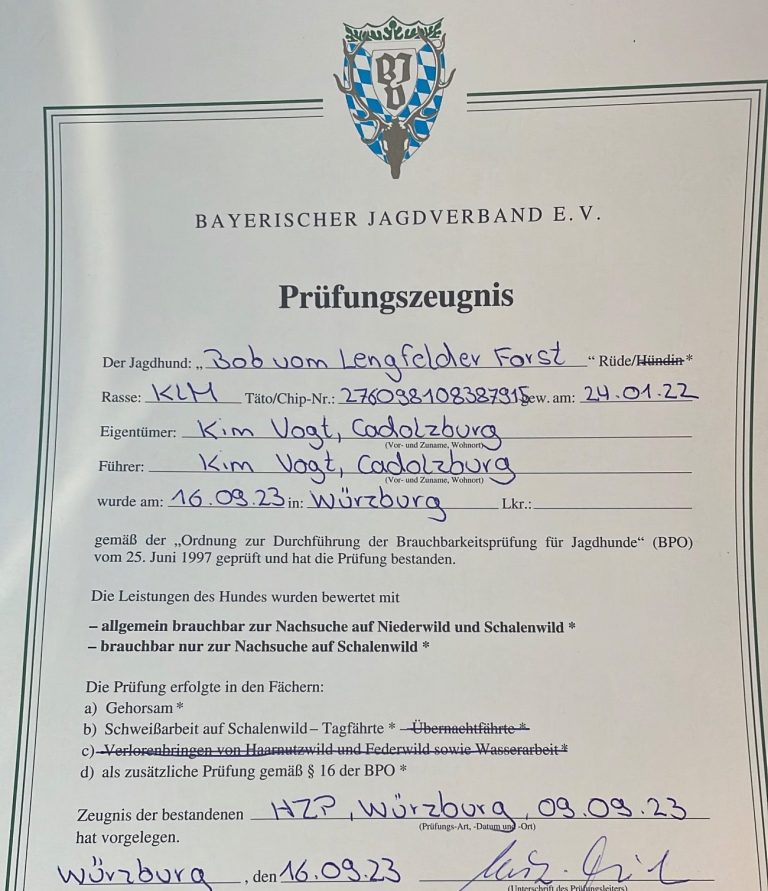 BJV
BAYERISCHER JAGDVERBAND E. V.
Prüfungszeugnis
Der Jagdhund: „Bob vom Lengfelder Forst“ Rüde/Hündin*
Rasse: KLM Täto/Chip-Nr.: 276098108387915 gew. am: 24.01.22
Eigentümer: Kim Vogt, Cadolzburg
(Vor- und Zuname, Wohnort)
Führer: Kim Vogt, Cadolzburg
(Vor- und Zuname, Wohnort)
wurde am: 16.09.23 in: Würzburg Lkr.:
gemäß der „Ordnung zur Durchführung der Brauchbarkeitsprüfung für Jagdhunde“ (BPO)
vom 25. Juni 1997 geprüft und hat die Prüfung bestanden.
Die Leistungen des Hundes wurden bewertet mit
– allgemein brauchbar zur Nachsuche auf Niederwild und Schalenwild *
– brauchbar nur zur Nachsuche auf Schalenwild *
Die Prüfung erfolgte in den Fächern:
a) Gehorsam *
b) Schweißarbeit auf Schalenwild – Tagfährte * Übernachtfährte *
c) Verlorenbringen von Haarnutzwild und Federwild sowie Wasserarbeit *
d) als zusätzliche Prüfung gemäß § 16 der BPO *
Zeugnis der bestandenen HZP, Würzburg, 09.09.23
(Prüfungs-Art, -Datum und -Ort)
hat vorgelegen.
Würzburg, den 16.09.23
(Unterschrift des Prüfungsleiters)